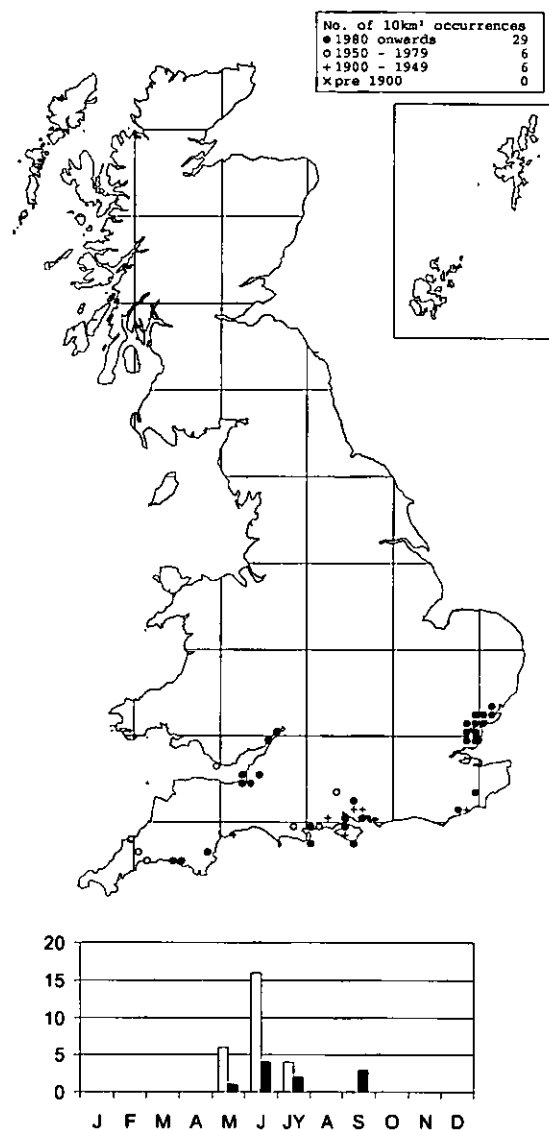 No. of 10km² occurrences
● 1980 onwards 29
○ 1950 - 1979 6
+ 1900 - 1949 6
× pre 1900 0
20
15
10
5
0
J F M A M J JY A S O N D